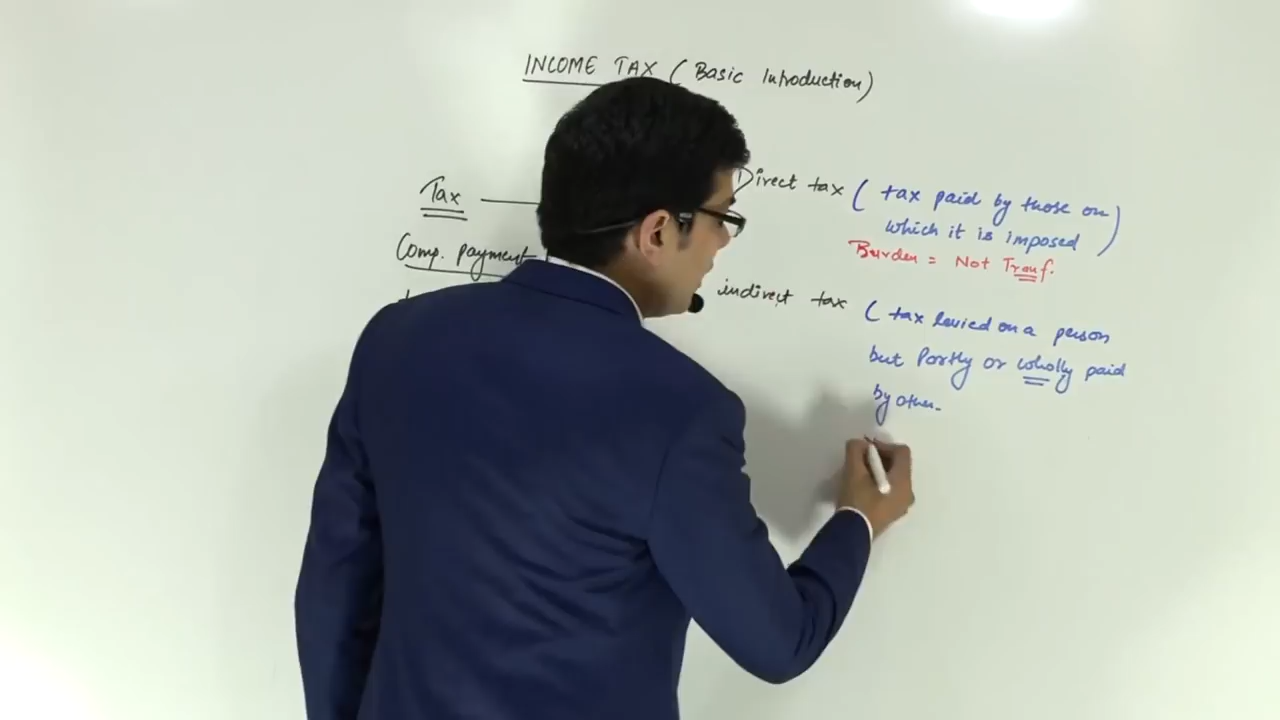 INCOME TAX (Basic Introduction)
Tax
Direct tax ( tax paid by those on
which it is imposed )
Burden = Not Transf.
Comp. payment
indirect tax ( tax levied on a person
but Partly or wholly paid
by other.